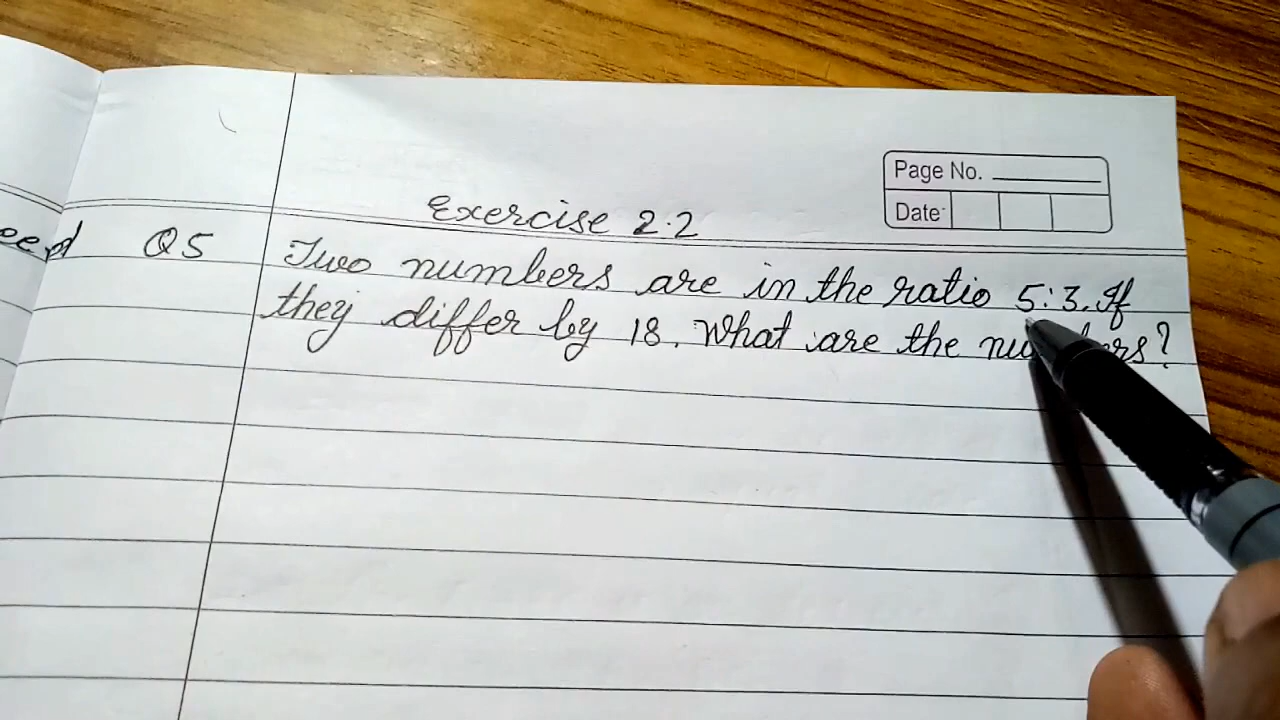 Page No.
Date
Exercise 2.2
Q5 Two numbers are in the ratio 5:3. If
they differ by 18. What are the numbers?